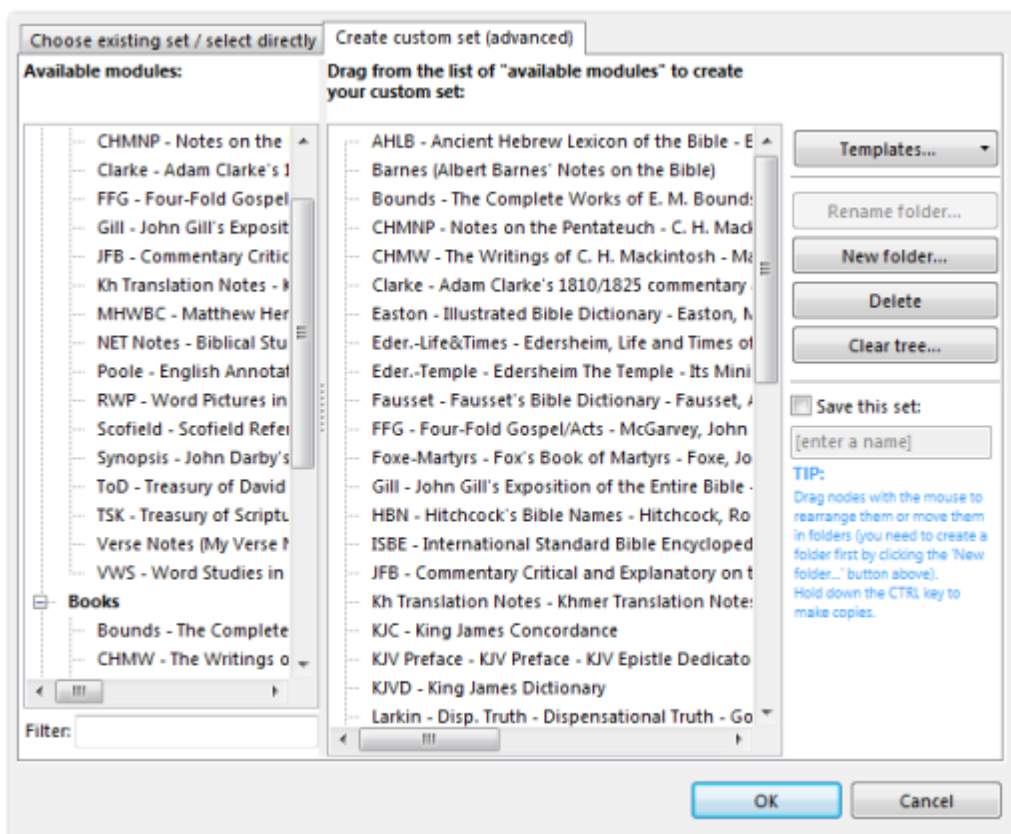 Choose existing set / select directly
Create custom set (advanced)
Available modules:
Drag from the list of "available modules" to create
your custom set:
CHMNP - Notes on the
Clarke - Adam Clarke's 1
FFG - Four-Fold Gospel
Gill - John Gill's Exposit
JFB - Commentary Critic
Kh Translation Notes - K
MHWBC - Matthew Her
NET Notes - Biblical Stu
Poole - English Annotat
RWP - Word Pictures in
Scofield - Scofield Refer
Synopsis - John Darby's
ToD - Treasury of David
TSK - Treasury of Scriptu
Verse Notes (My Verse N
VWS - Word Studies in
Books
Bounds - The Complete
CHMW - The Writings o
Filter:
AHLB - Ancient Hebrew Lexicon of the Bible - B
Barnes (Albert Barnes' Notes on the Bible)
Bounds - The Complete Works of E. M. Bounds
CHMNP - Notes on the Pentateuch - C. H. Mack
CHMW - The Writings of C. H. Mackintosh - Ma
Clarke - Adam Clarke's 1810/1825 commentary
Easton - Illustrated Bible Dictionary - Easton, M
Eder.-Life&Times - Edersheim, Life and Times of
Eder.-Temple - Edersheim The Temple - Its Mini
Fausset - Fausset's Bible Dictionary - Fausset, A
FFG - Four-Fold Gospel/Acts - McGarvey, John
Foxe-Martyrs - Fox's Book of Martyrs - Foxe, Jo
Gill - John Gill's Exposition of the Entire Bible -
HBN - Hitchcock's Bible Names - Hitchcock, Ro
ISBE - International Standard Bible Encycloped
JFB - Commentary Critical and Explanatory on t
Kh Translation Notes - Khmer Translation Notes
KJC - King James Concordance
KJV Preface - KJV Preface - KJV Epistle Dedicato
KJVD - King James Dictionary
Larkin - Disp. Truth - Dispensational Truth - Go
Templates...
Rename folder...
New folder...
Delete
Clear tree...
Save this set:
[enter a name]
TIP:
Drag nodes with the mouse to
rearrange them or move them
in folders (you need to create a
folder first by clicking the 'New
folder...' button above).
Hold down the CTRL key to
make copies.
OK
Cancel